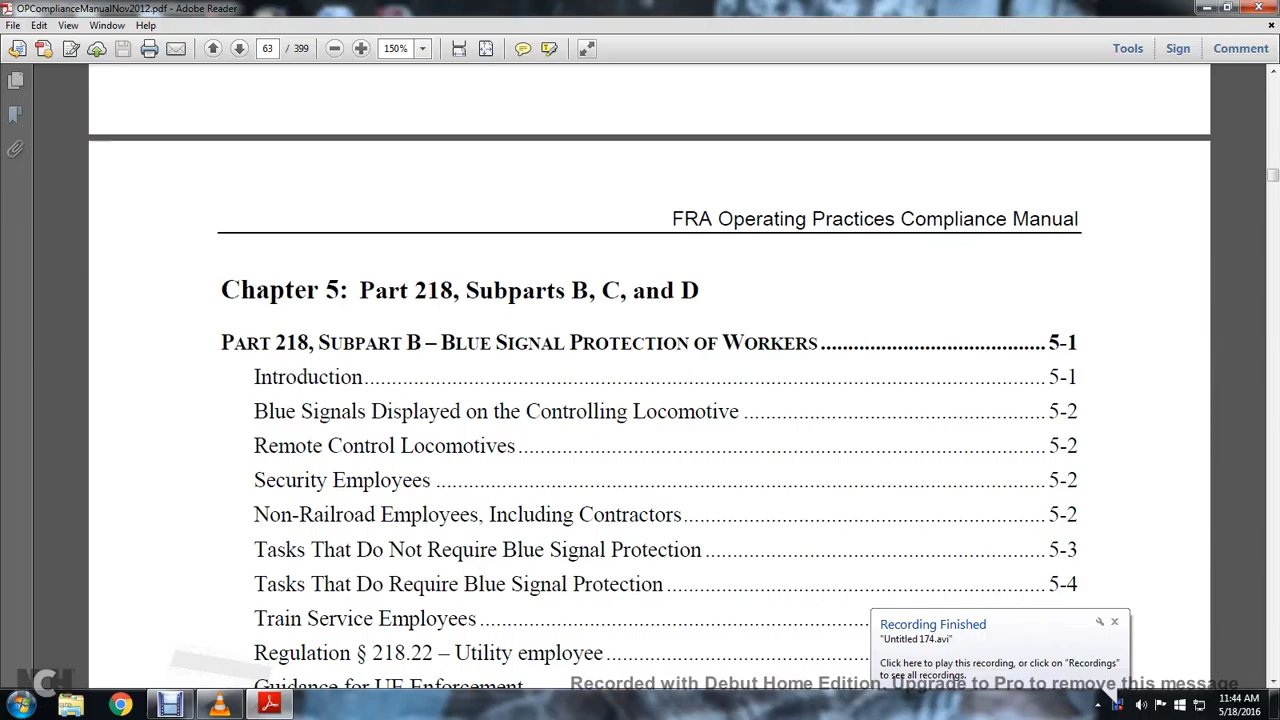 OPComplianceManualNov2012.pdf - Adobe Reader
File Edit View Window Help
63 / 399 150% Tools Sign Comment
FRA Operating Practices Compliance Manual
Chapter 5: Part 218, Subparts B, C, and D
PART 218, SUBPART B – BLUE SIGNAL PROTECTION OF WORKERS ........................................ 5-1
Introduction ........................................ 5-1
Blue Signals Displayed on the Controlling Locomotive ........................................ 5-2
Remote Control Locomotives ........................................ 5-2
Security Employees ........................................ 5-2
Non-Railroad Employees, Including Contractors ........................................ 5-2
Tasks That Do Not Require Blue Signal Protection ........................................ 5-3
Tasks That Do Require Blue Signal Protection ........................................ 5-4
Train Service Employees ........................................
Regulation § 218.22 – Utility employee ........................................
Guidance for UE Enforcement
Recording Finished
"Untitled 174.avi"
Click here to play this recording, or click on "Recordings"
to see all recordings.
NCH
Recorded with Debut Home Edition. Upgrade to Pro to remove this message
11:44 AM
5/18/2016